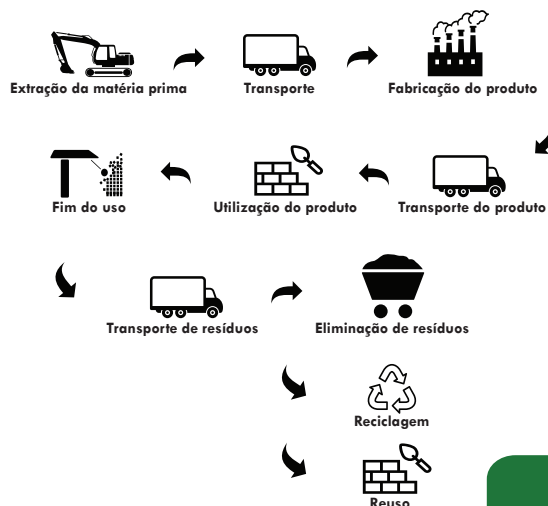 Extração da matéria prima
Transporte
Fabricação do produto
Fim do uso
Utilização do produto
Transporte do produto
Transporte de resíduos
Eliminação de resíduos
Reciclagem
Reuso